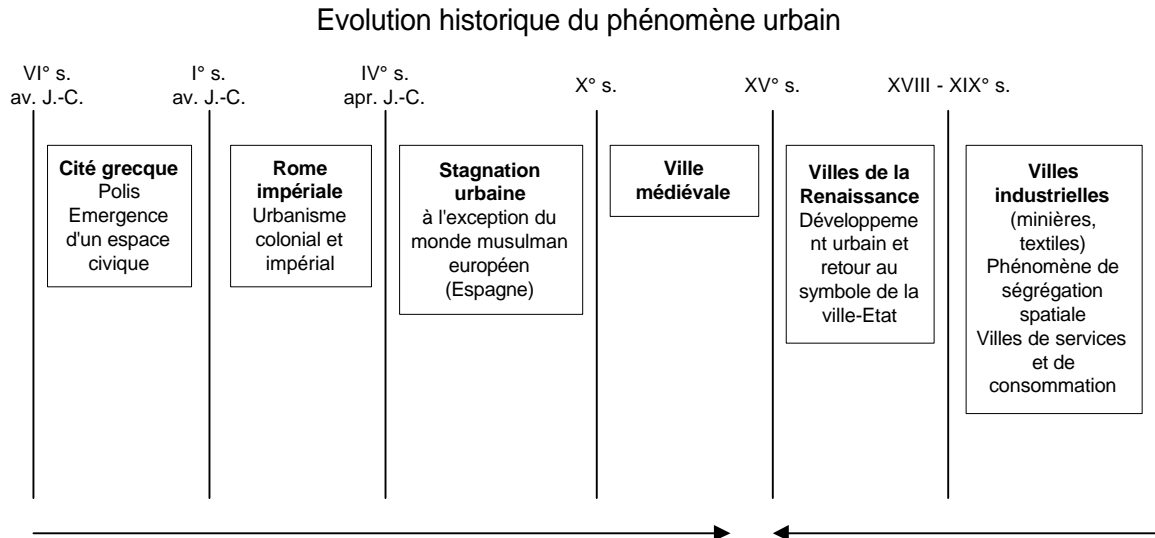 Evolution historique du phénomène urbain
VI° s.
av. J.-C.
I° s.
av. J.-C.
IV° s.
apr. J.-C.
X° s.
XV° s.
XVIII - XIX° s.
Cité grecque
Polis
Emergence
d'un espace
civique
Rome
impériale
Urbanisme
colonial et
impérial
Stagnation
urbaine
à l'exception du
monde musulman
européen
(Espagne)
Ville
médiévale
Villes de la
Renaissance
Développeme
nt urbain et
retour au
symbole de la
ville-Etat
Villes
industrielles
(minières,
textiles)
Phénomène de
ségrégation
spatiale
Villes de services
et de
consommation